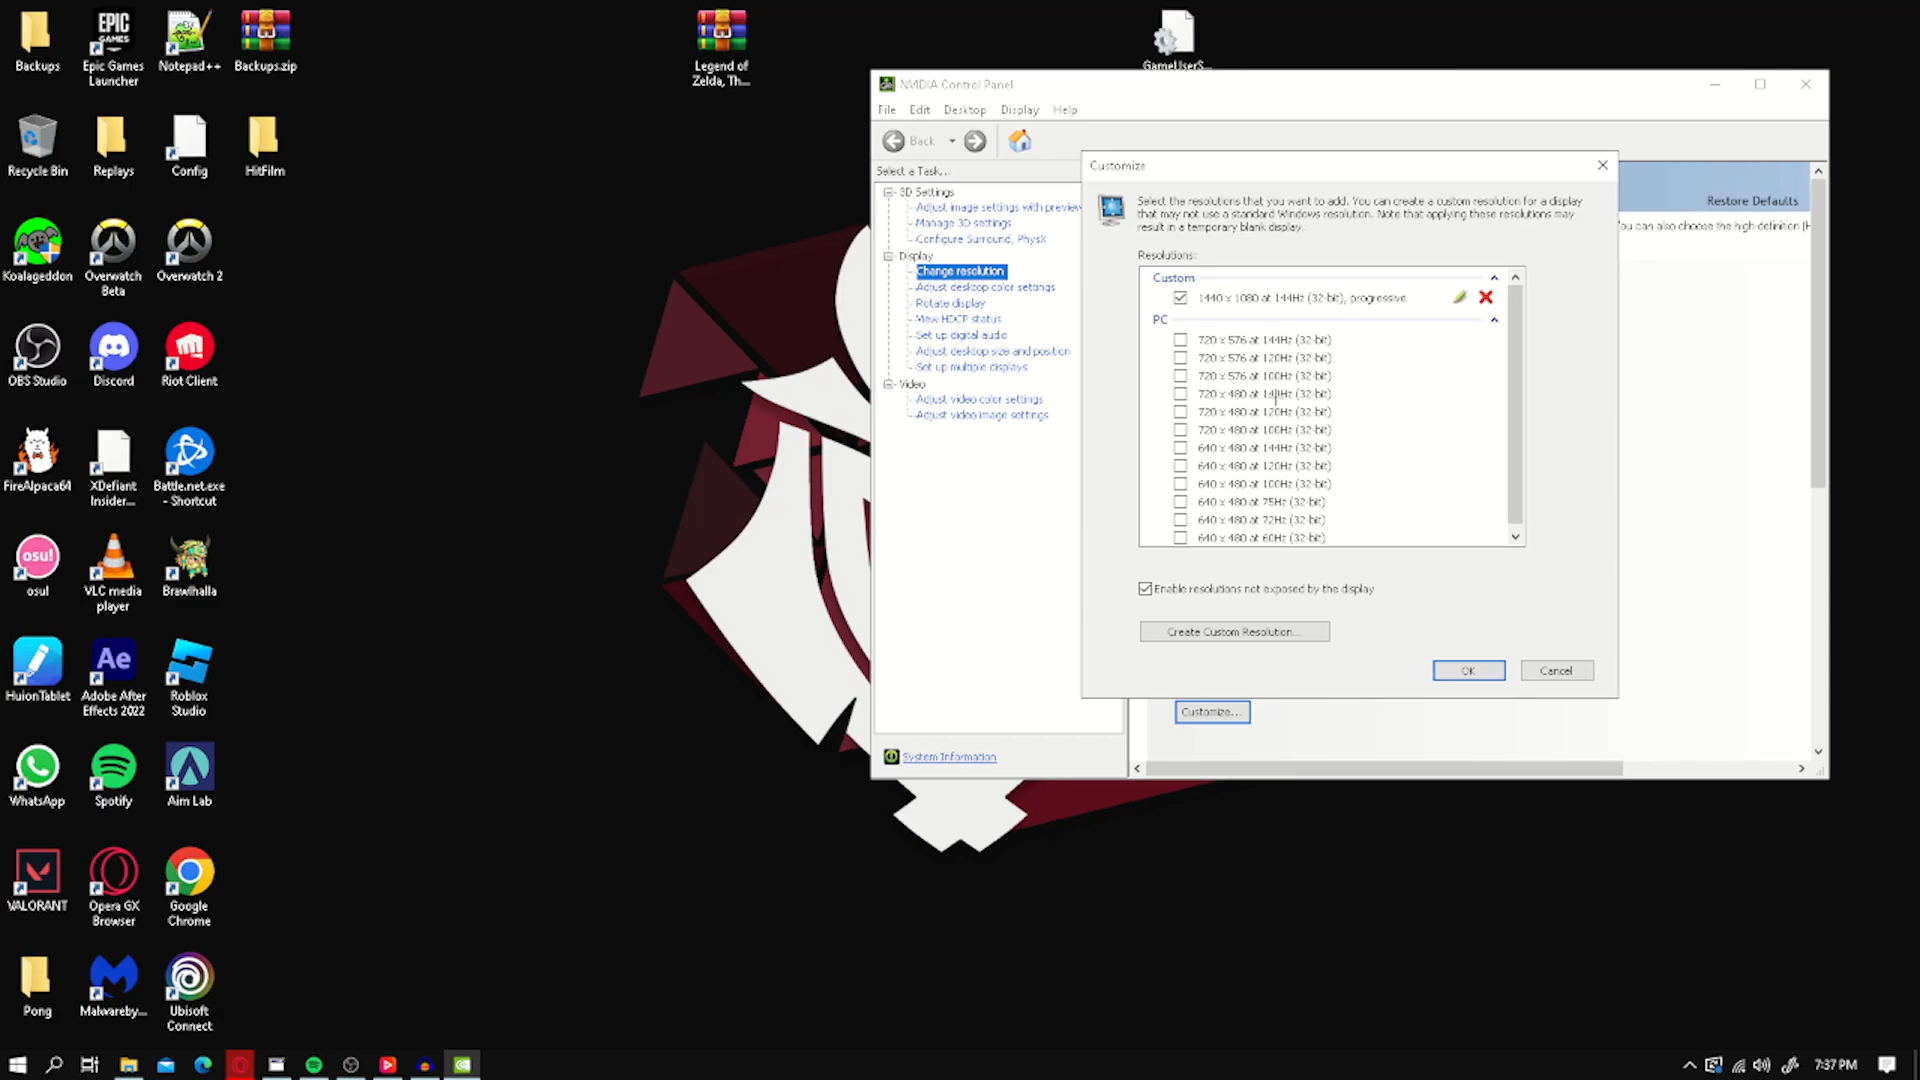 Backups
Epic Games
Launcher
Notepad++
Backups.zip
Legend of
Zelda, Th...
GameUserS...
Recycle Bin
Replays
Config
HitFilm
Koalageddon
Overwatch
Beta
Overwatch 2
OBS Studio
Discord
Riot Client
FireAlpaca64
XDefiant
Insider...
Battle.net.exe
- Shortcut
osu!
osu!
VLC media
player
Brawlhalla
HuionTablet
Ae
Adobe After
Effects 2022
Roblox
Studio
WhatsApp
Spotify
Aim Lab
VALORANT
Opera GX
Browser
Google
Chrome
Pong
Malwareby...
Ubisoft
Connect
EPIC
GAMES
NVIDIA Control Panel
File Edit Desktop Display Help
Back
Select a Task...
3D Settings
Adjust image settings with preview
Manage 3D settings
Configure Surround, PhysX
Display
Change resolution
Adjust desktop color settings
Rotate display
View HDCP status
Set up digital audio
Adjust desktop size and position
Set up multiple displays
Video
Adjust video color settings
Adjust video image settings
System Information
Restore Defaults
You can also choose the high-definition (H
Customize
Select the resolutions that you want to add. You can create a custom resolution for a display
that may not use a standard Windows resolution. Note that applying these resolutions may
result in a temporary blank display.
Resolutions:
Custom
1440 x 1080 at 144Hz (32-bit), progressive
PC
720 x 576 at 144Hz (32-bit)
720 x 576 at 120Hz (32-bit)
720 x 576 at 100Hz (32-bit)
720 x 480 at 144Hz (32-bit)
720 x 480 at 120Hz (32-bit)
720 x 480 at 100Hz (32-bit)
640 x 480 at 144Hz (32-bit)
640 x 480 at 120Hz (32-bit)
640 x 480 at 100Hz (32-bit)
640 x 480 at 75Hz (32-bit)
640 x 480 at 72Hz (32-bit)
640 x 480 at 60Hz (32-bit)
Enable resolutions not exposed by the display
Create Custom Resolution...
OK Cancel
Customize...
7:37 PM